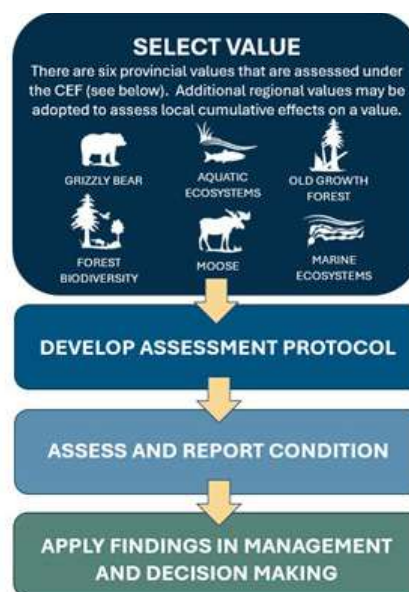 SELECT VALUE
There are six provincial values that are assessed under
the CEF (see below). Additional regional values may be
adopted to assess local cumulative effects on a value.
GRIZZLY BEAR
AQUATIC
ECOSYSTEMS
OLD GROWTH
FOREST
FOREST
BIODIVERSITY
MOOSE
MARINE
ECOSYSTEMS
DEVELOP ASSESSMENT PROTOCOL
ASSESS AND REPORT CONDITION
APPLY FINDINGS IN MANAGEMENT
AND DECISION MAKING